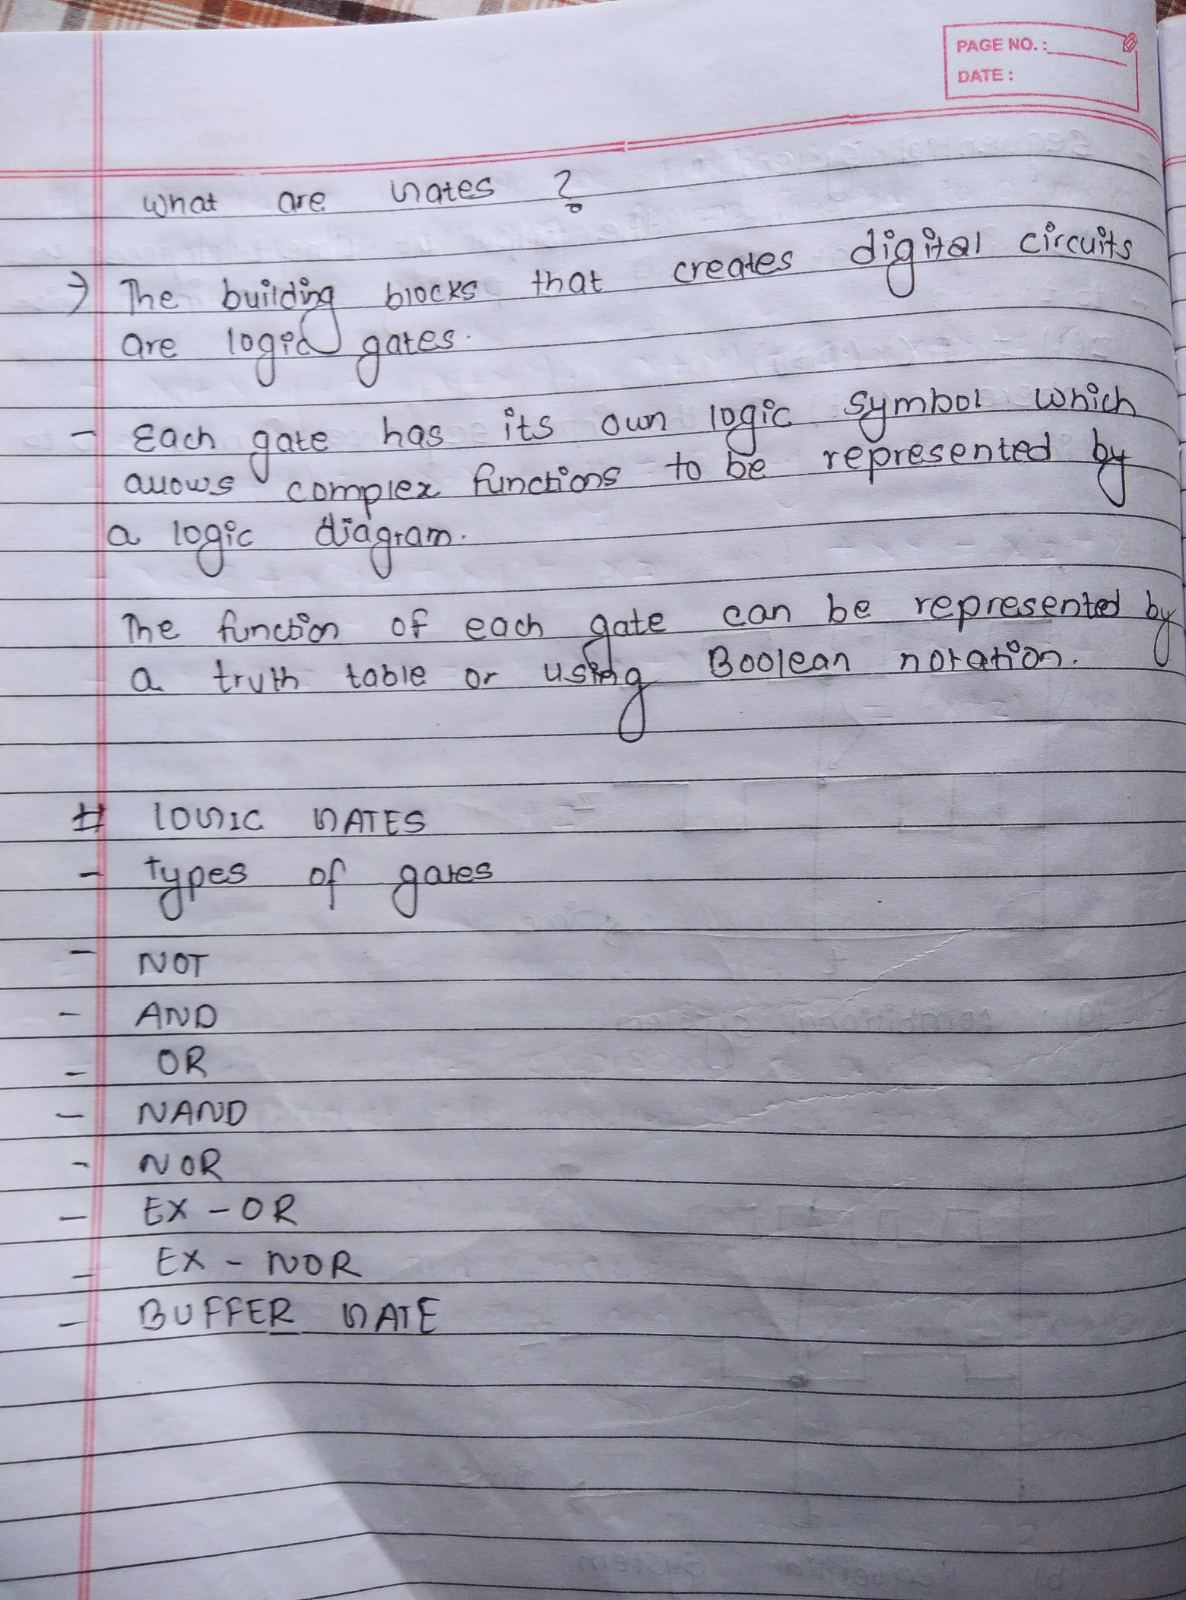 PAGE NO. :
DATE :
What are Gates ?
→ The building blocks that creates digital circuits
are logic gates.
- Each gate has its own logic symbol which
allows complex functions to be represented by
a logic diagram.
The function of each gate can be represented by
a truth table or using Boolean notation.
# LOGIC GATES
- types of gates
- NOT
- AND
- OR
- NAND
- NOR
- EX - OR
- EX - NOR
- BUFFER GATE